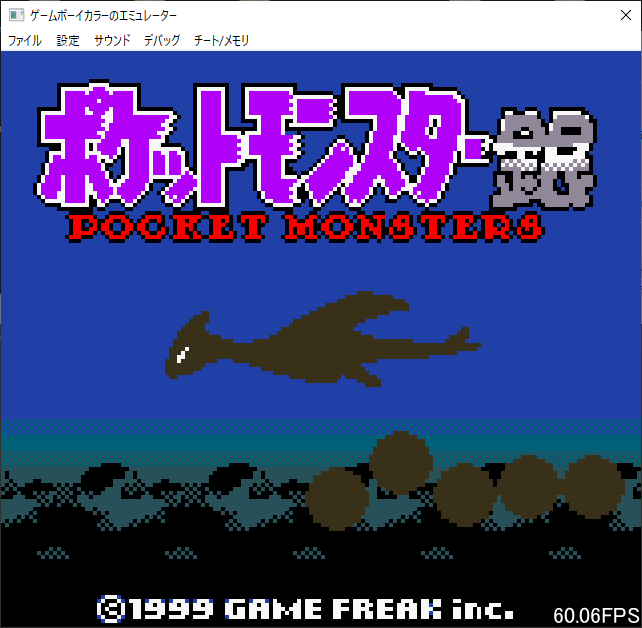 ゲームボーイカラーのエミュレーター
ファイル 設定 サウンド デバッグ チート/メモリ
ポケットモンスター銀
POCKET MONSTERS
©1999 GAME FREAK inc.
60.06FPS